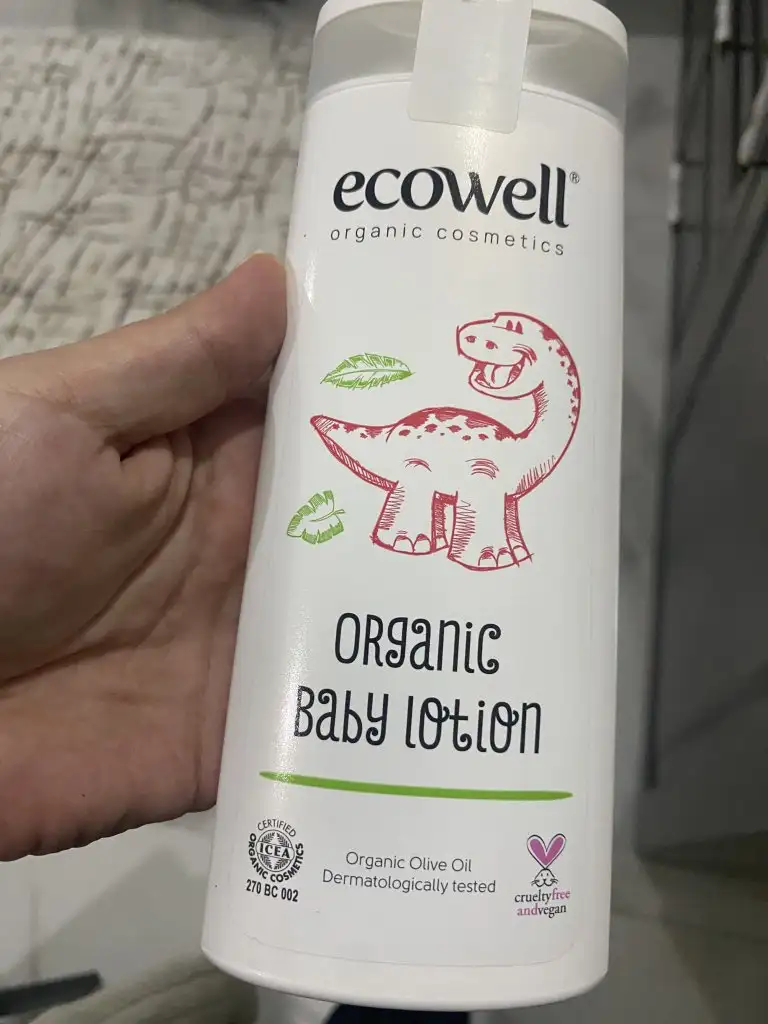 ecowell®
organic cosmetics
ORganic
Baby lotion
CERTIFIED
ICEA
ORGANIC COSMETICS
270 BC 002
Organic Olive Oil
Dermatologically tested
crueltyfree
andvegan